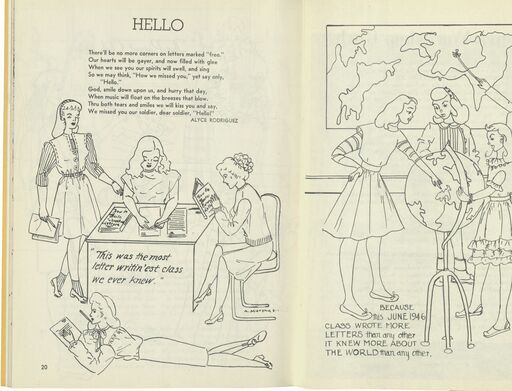 HELLO
There'll be no more corners on letters marked "free."
Our hearts will be gayer, and now filled with glee
When we see you our spirits will swell, and sing
So we may think, "How we missed you," yet say only,
"Hello."
God, smile down upon us, and hurry that day,
When music will float on the breezes that blow.
Thru both tears and smiles we will kiss you and say,
We missed you our soldier, dear soldier, "Hello!"
ALYCE RODRIGUEZ
"This was the most
letter writin'est class
we ever knew."
20
BECAUSE
this JUNE 1946
CLASS WROTE MORE
LETTERS than any other
IT KNEW MORE ABOUT
THE WORLD than any other.